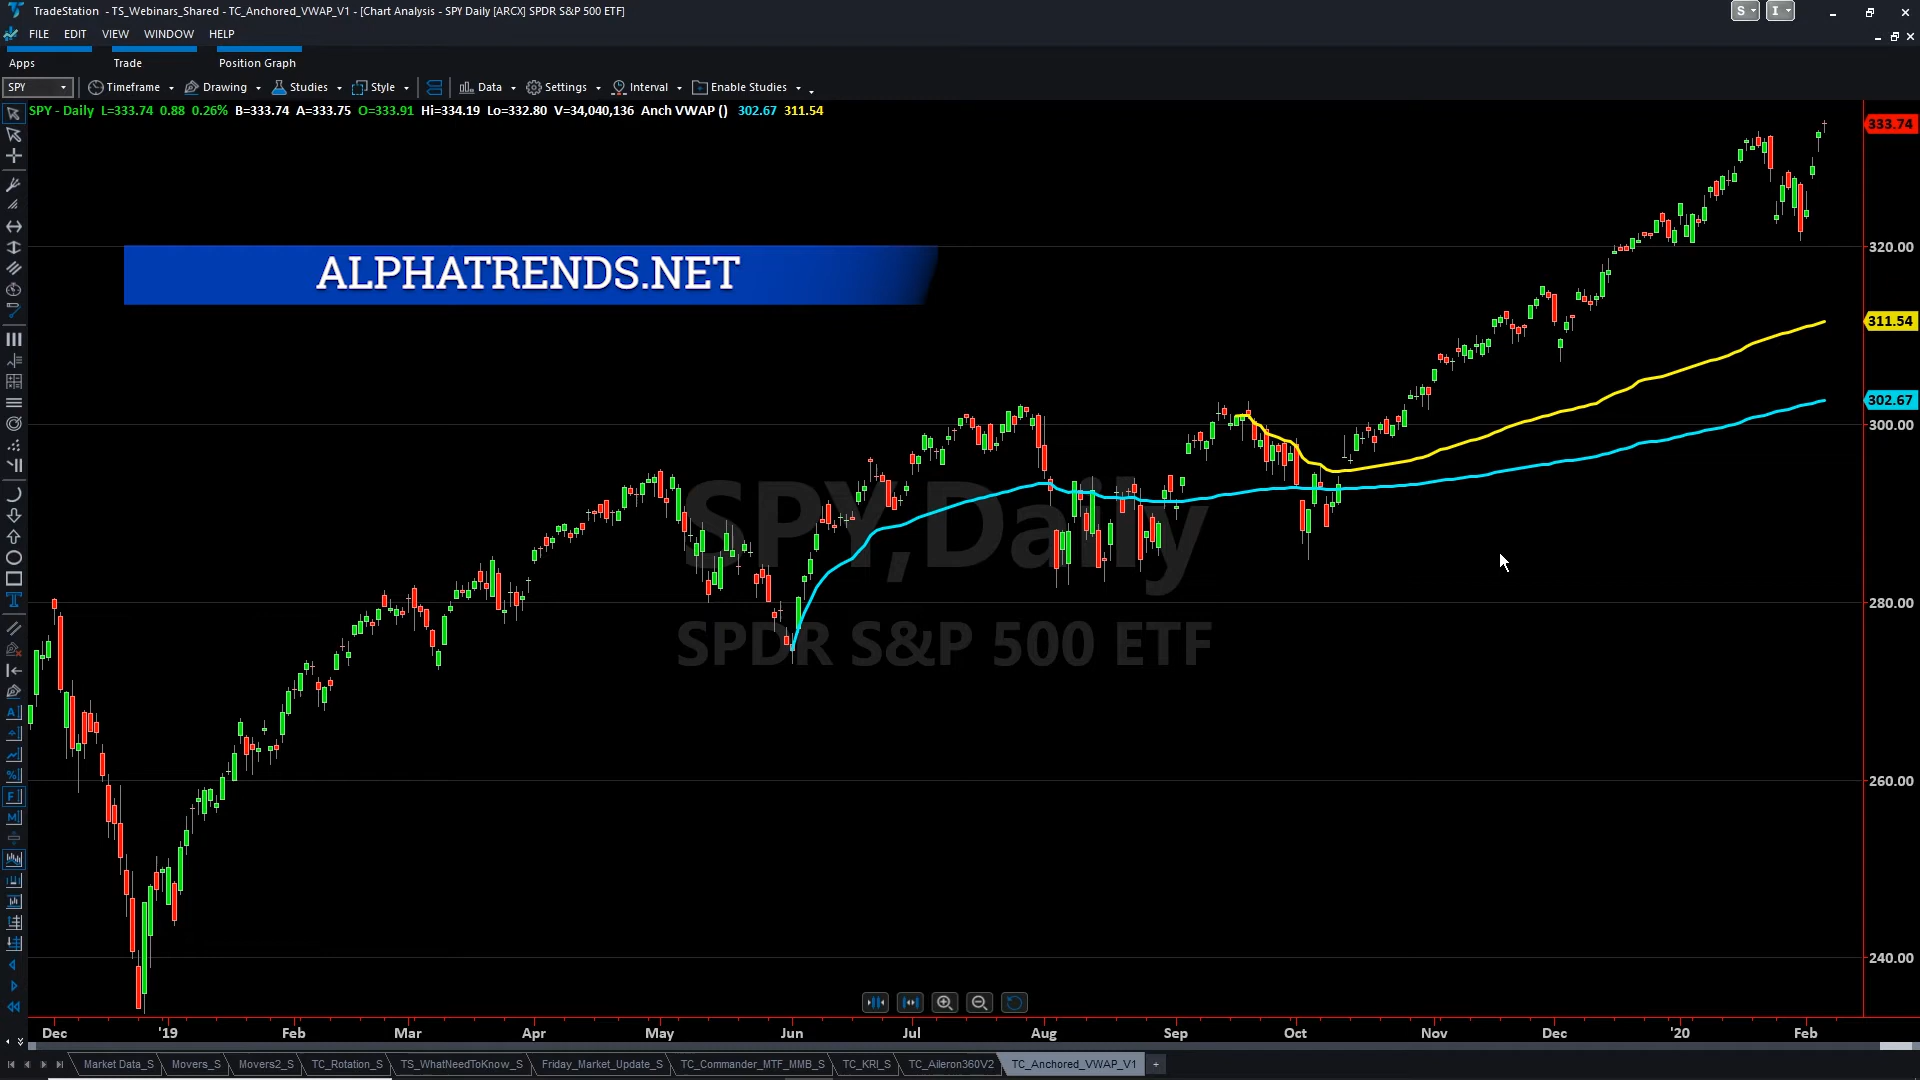 TradeStation - TS_Webinars_Shared - TC_Anchored_VWAP_V1 - [Chart Analysis - SPY Daily [ARCX] SPDR S&P 500 ETF]
S I
FILE EDIT VIEW WINDOW HELP
Apps Trade Position Graph
SPY Timeframe Drawing Studies Style Data Settings Interval Enable Studies
SPY - Daily L=333.74 0.88 0.26% B=333.74 A=333.75 O=333.91 Hi=334.19 Lo=332.80 V=34,040,136 Anch VWAP () 302.67 311.54
333.74
320.00
ALPHATRENDS.NET
311.54
302.67
300.00
SPY,Daily
280.00
SPDR S&P 500 ETF
260.00
240.00
Dec '19 Feb Mar Apr May Jun Jul Aug Sep Oct Nov Dec '20 Feb
Market Data_S Movers_S Movers2_S TC_Rotation_S TS_WhatNeedToKnow_S Friday_Market_Update_S TC_Commander_MTF_MMB_S TC_KRI_S TC_Aileron360V2 TC_Anchored_VWAP_V1 +